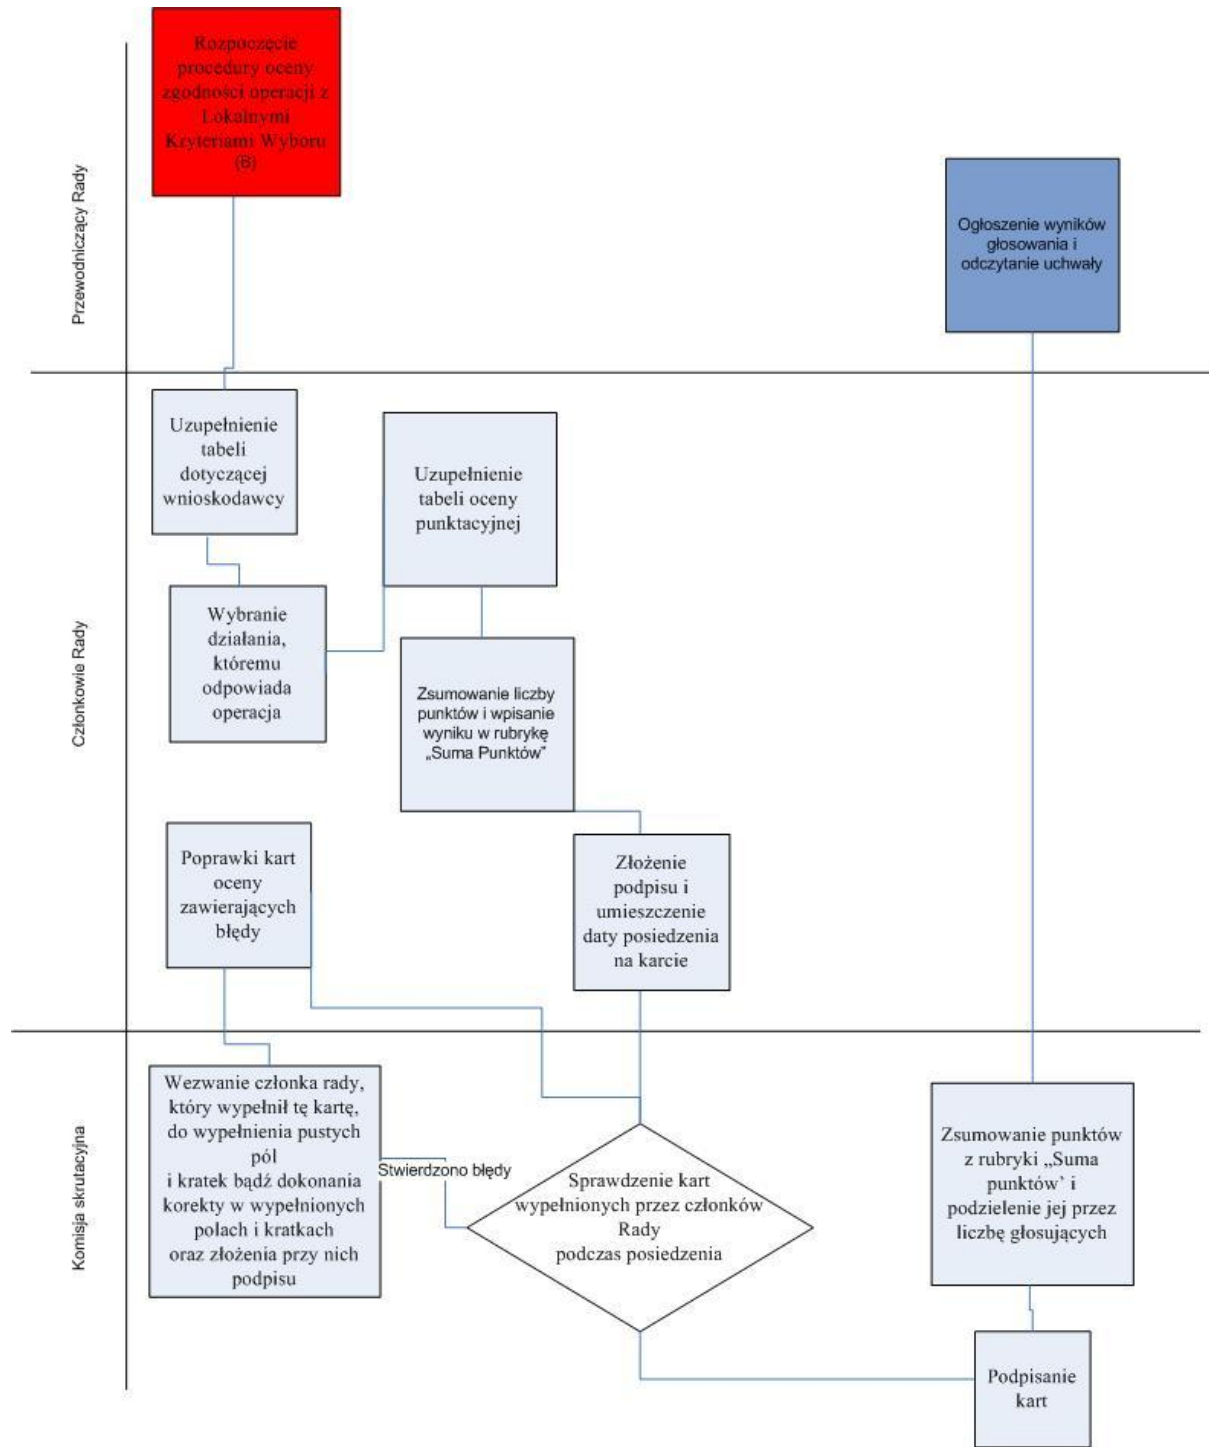 Rozpoczęcie
procedury oceny
zgodności operacji z
Lokalnymi
Kryteriami Wyboru
(B)
Przewodniczący Rady
Ogłoszenie wyników
głosowania i
odczytanie uchwały
Uzupełnienie
tabeli
dotyczącej
wnioskodawcy
Uzupełnienie
tabeli oceny
punktacyjnej
Wybranie
działania,
któremu
odpowiada
operacja
Członkowie Rady
Zsumowanie liczby
punktów i wpisanie
wyniku w rubrykę
„Suma Punktów”
Poprawki kart
oceny
zawierających
błędy
Złożenie
podpisu i
umieszczenie
daty posiedzenia
na karcie
Komisja skrutacyjna
Wezwanie członka rady,
który wypełnił tę kartę,
do wypełnienia pustych
pól
i kratek bądź dokonania
korekty w wypełnionych
polach i kratkach
oraz złożenia przy nich
podpisu
Stwierdzono błędy
Sprawdzenie kart
wypełnionych przez członków
Rady
podczas posiedzenia
Zsumowanie punktów
z rubryki „Suma
punktów’ i
podzielenie jej przez
liczbę głosujących
Podpisanie
kart